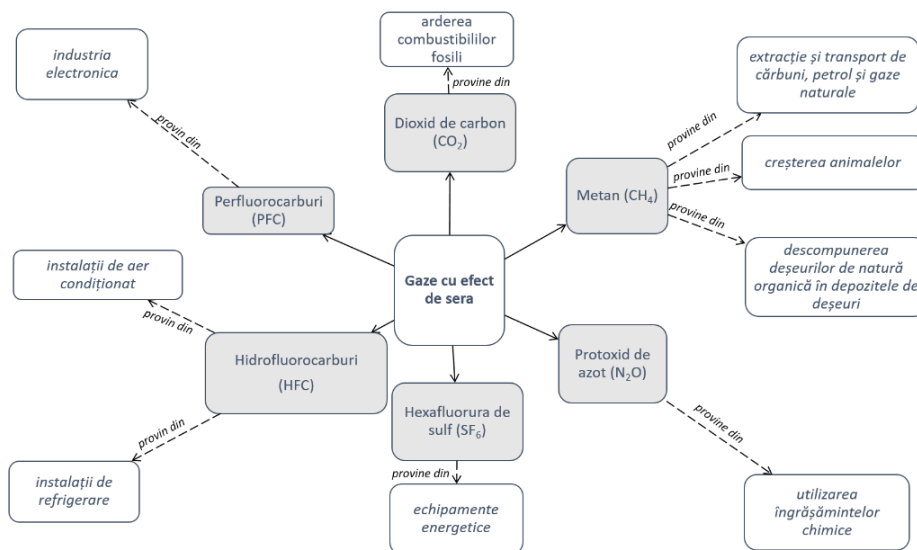 arderea
combustibililor
fosili
provine din
Dioxid de carbon
(CO₂)
industria
electronica
provin din
Perfluorocarburi
(PFC)
extracție și transport de
cărbuni, petrol și gaze
naturale
provine din
creșterea animalelor
provine din
Metan (CH₄)
provine din
descompunerea
deșeurilor de natură
organică în depozitele de
deșeuri
Gaze cu efect
de sera
instalații de aer
condiționat
provin din
Hidrofluorocarburi
(HFC)
provin din
instalații de
refrigerare
Hexafluorura de
sulf (SF₆)
provine din
echipamente
energetice
Protoxid de
azot (N₂O)
provine din
utilizarea
îngrășămintelor
chimice